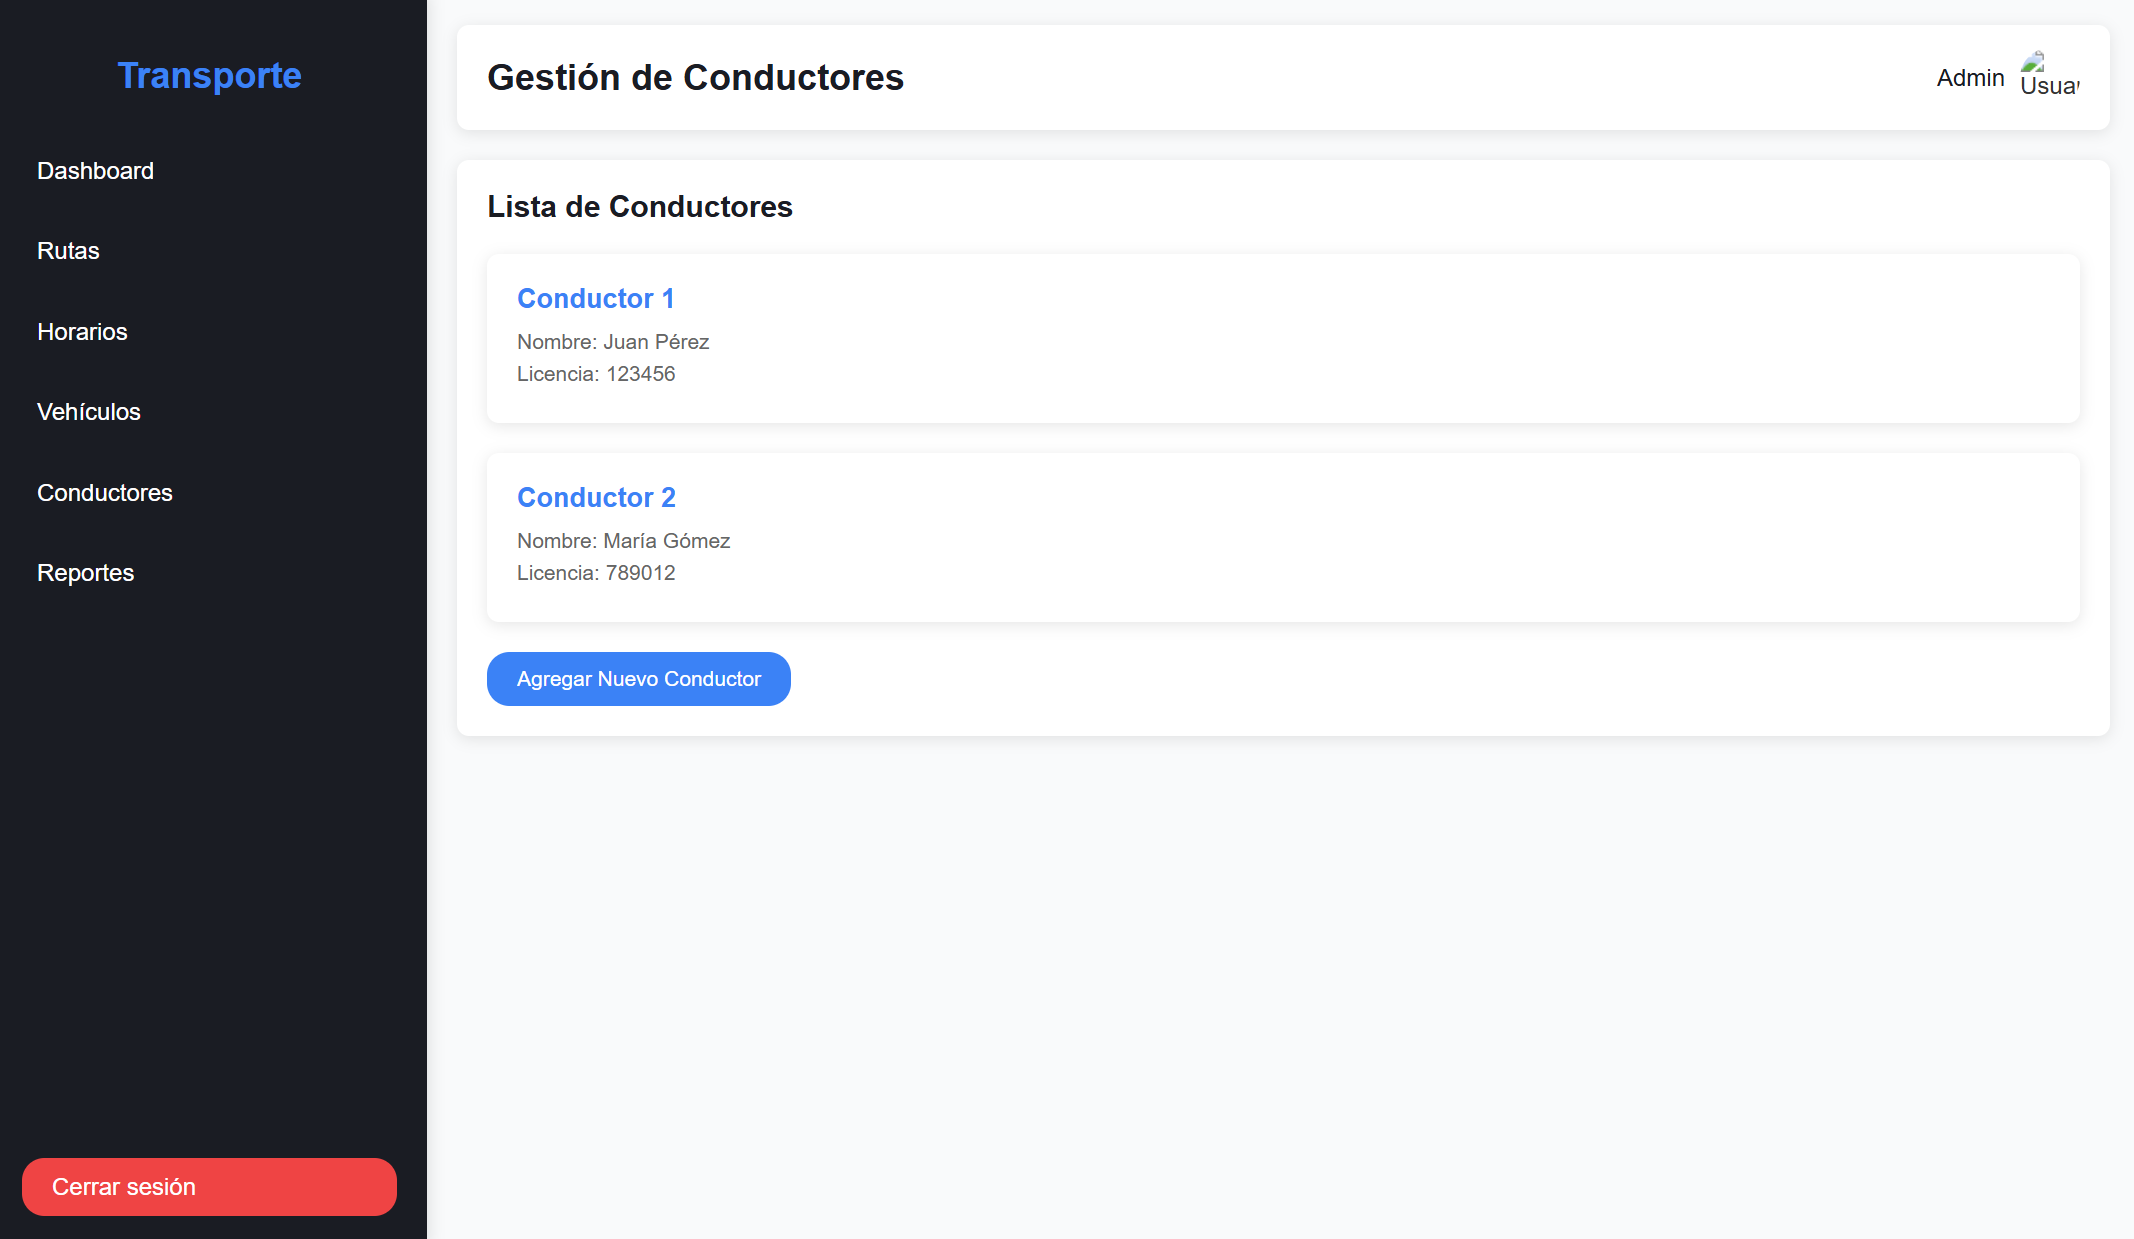 Transporte
Dashboard
Rutas
Horarios
Vehículos
Conductores
Reportes
Cerrar sesión
Gestión de Conductores
Admin
Lista de Conductores
Conductor 1
Nombre: Juan Pérez
Licencia: 123456
Conductor 2
Nombre: María Gómez
Licencia: 789012
Agregar Nuevo Conductor